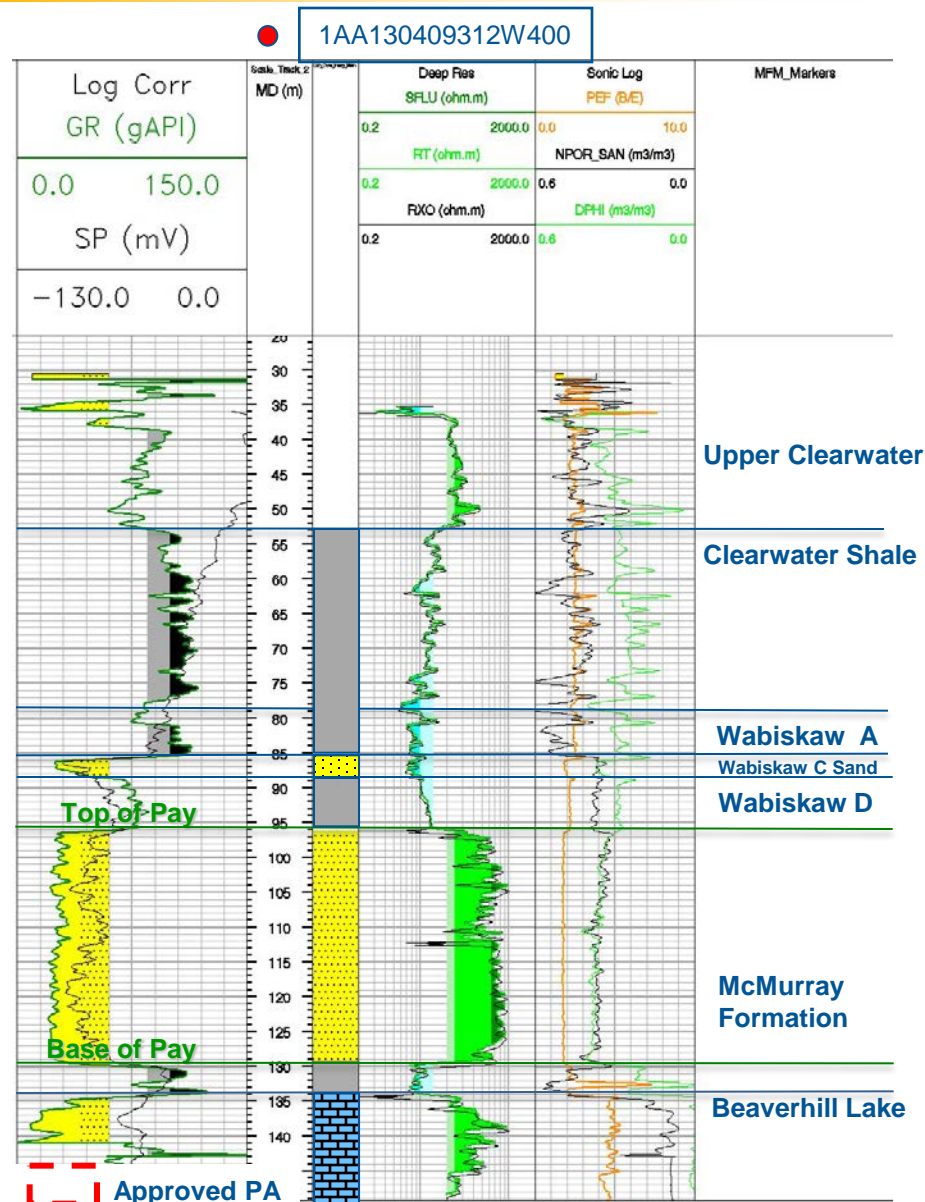 1AA130409312W400
Log Corr
GR (gAPI)
0.0 150.0
SP (mV)
-130.0 0.0
Scale_Track_2
MD (m)
Deep Res
SFLU (ohm.m)
0.2 2000.0
RT (ohm.m)
0.2 2000.0
RXO (ohm.m)
0.2 2000.0
Sonic Log
PEF (B/E)
0.0 10.0
NPOR_SAN (m3/m3)
0.6 0.0
DPHI (m3/m3)
0.6 0.0
MFM_Markers
20
30
35
40
45
50
55
60
65
70
75
80
85
90
95
100
105
110
115
120
125
130
135
140
Upper Clearwater
Clearwater Shale
Wabiskaw A
Wabiskaw C Sand
Wabiskaw D
Top of Pay
McMurray
Formation
Base of Pay
Beaverhill Lake
Approved PA